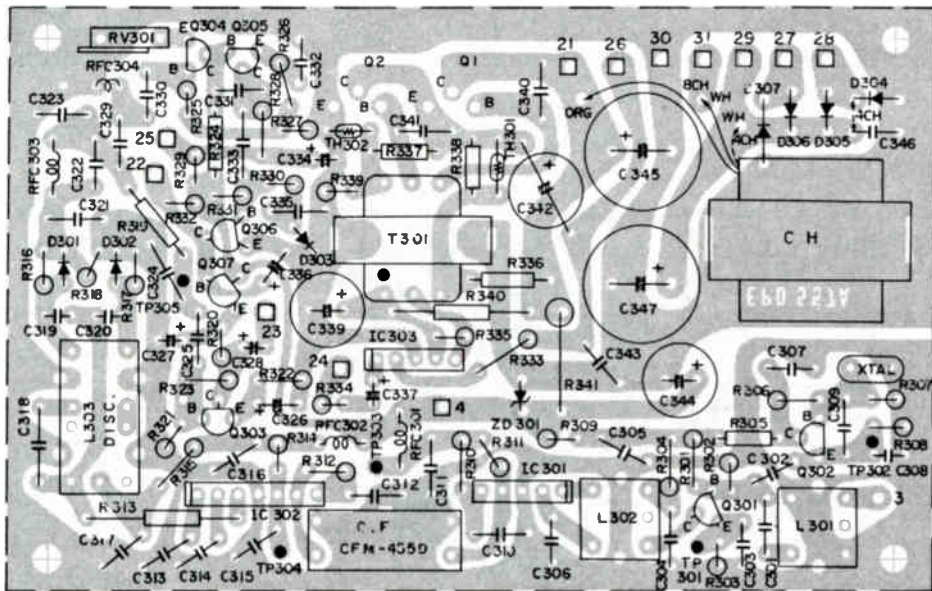 RV301
E Q304
Q305
R326
Q2
Q1
21
26
30
31
29
27
28
RFC304
B
C
B
E
C
R328
C332
E
C
B
E
C
B
C340
ORG
8CH
WH
D307
D304
C323
C329
C330
R325
C331
R327
TH302
C341
TH301
WH
4CH
D306
D305
4CH
C346
25
R324
C333
C334
R337
R338
RFC303
C322
22
R329
R330
R339
C342
C345
C321
R319
R332
R331
B
C335
T301
CH
R316
D301
D302
Q306
C
E
D303
R318
R317
C324
TP305
Q307
C
B
E
C336
R336
R340
C339
C347
EPD 557A
C319
C320
C327
C325
R320
C328
23
IC303
R335
R333
C343
C307
XTAL
C318
L303
DISC.
R323
R322
24
R334
C337
R341
C344
R306
R307
R321
R315
B
C
E
Q303
C326
R314
RFC302
TP303
RFC301
4
ZD301
R309
C305
R304
R301
R302
R305
C309
B
C
E
TP302
R308
C308
C316
R312
C312
C311
R310
R311
IC301
C302
Q302
R313
IC302
C.F
CFM-455D
L302
B
Q301
C
E
L301
3
C317
C313
C314
C315
TP304
C310
C306
C304
TP
301
R303
C303
C301